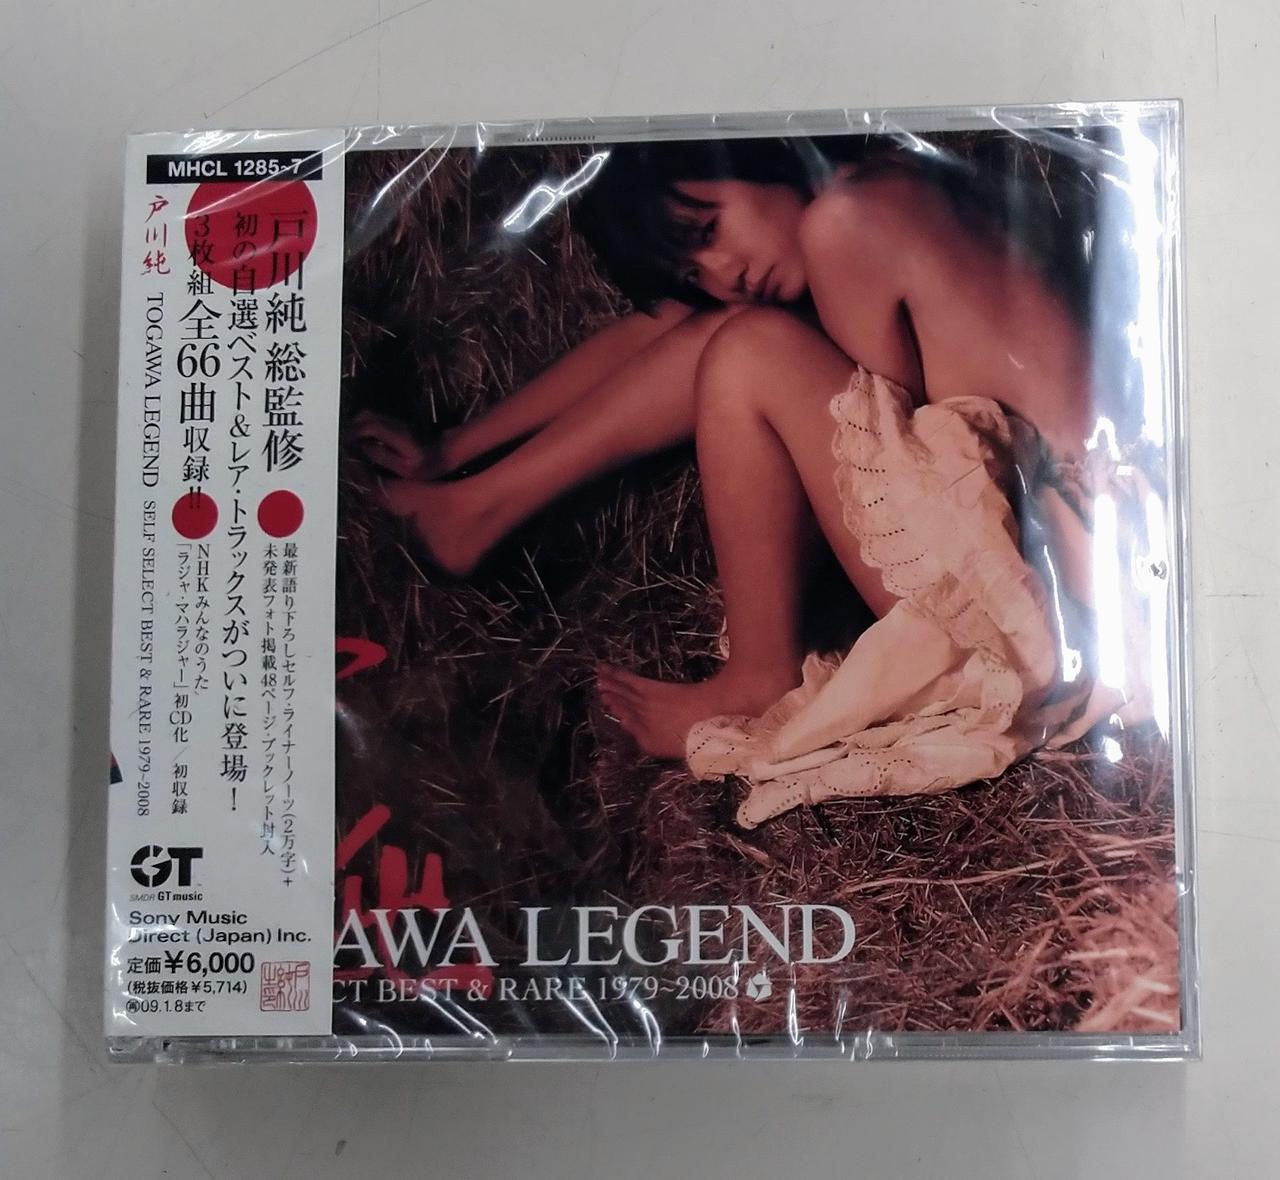 MHCL 1285~7
戸川純 総監修
初の自選ベスト&レア・トラックスがついに登場!
3枚組 全66曲収録!!
最新語り下ろしセルフ・ライナーノーツ(2万字)+
未発表フォト掲載48ページ・ブックレット封入
NHKみんなのうた
「ラジャ・マハラジャー」初CD化/初収録
戸川純 TOGAWA LEGEND SELF SELECT BEST & RARE 1979~2008
GT
SMDR GT music
Sony Music
Direct (Japan) Inc.
定価¥6,000
(税抜価格¥5,714)
再09.1.8まで
AWA LEGEND
CT BEST & RARE 1979~2008